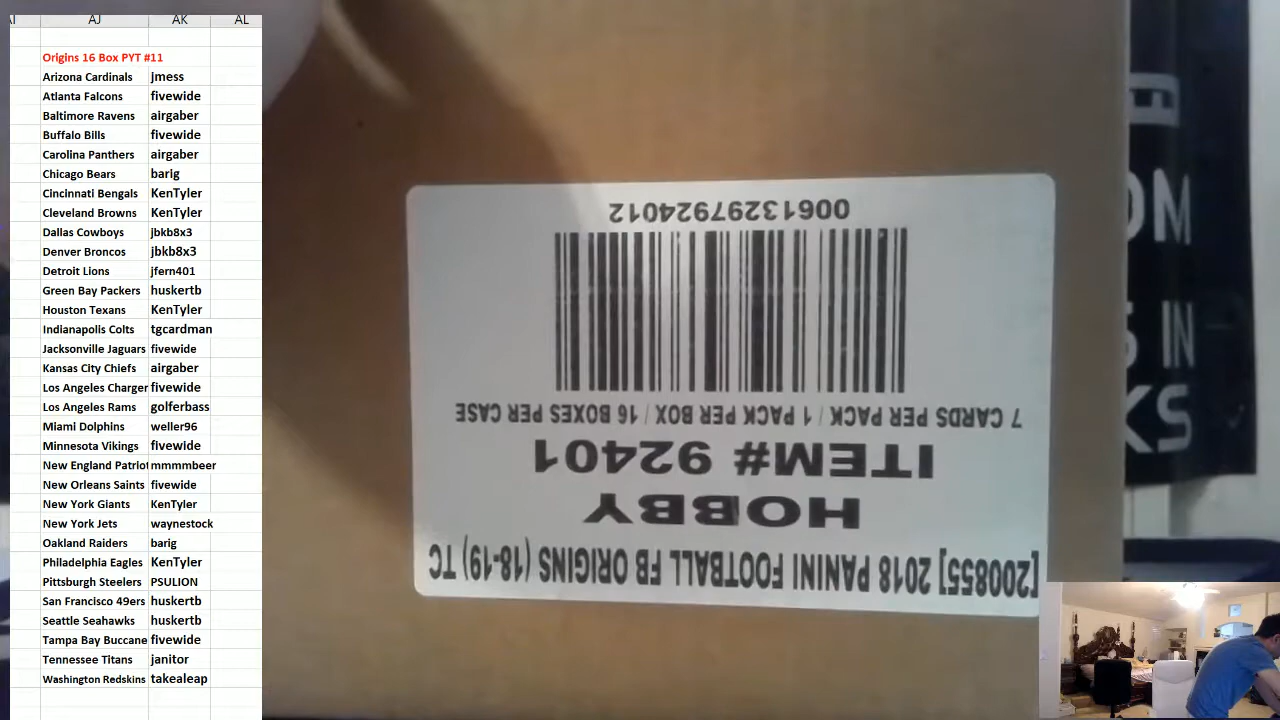 AJ AK AL
Origins 16 Box PYT #11
Arizona Cardinals jmess
Atlanta Falcons fivewide
Baltimore Ravens airgaber
Buffalo Bills fivewide
Carolina Panthers airgaber
Chicago Bears barig
Cincinnati Bengals KenTyler
Cleveland Browns KenTyler
Dallas Cowboys jbkb8x3
Denver Broncos jbkb8x3
Detroit Lions jfern401
Green Bay Packers huskertb
Houston Texans KenTyler
Indianapolis Colts tgcardman
Jacksonville Jaguars fivewide
Kansas City Chiefs airgaber
Los Angeles Charger fivewide
Los Angeles Rams golferbass
Miami Dolphins weller96
Minnesota Vikings fivewide
New England Patriot mmmmbeer
New Orleans Saints fivewide
New York Giants KenTyler
New York Jets waynestock
Oakland Raiders barig
Philadelphia Eagles KenTyler
Pittsburgh Steelers PSULION
San Francisco 49ers huskertb
Seattle Seahawks huskertb
Tampa Bay Buccane fivewide
Tennessee Titans janitor
Washington Redskins takealeap
[200855] 2018 PANINI FOOTBALL FB ORIGINS (18-19) TC
HOBBY
ITEM# 92401
7 CARDS PER PACK / 1 PACK PER BOX / 16 BOXES PER CASE
00613297924012
OM
IN
KS